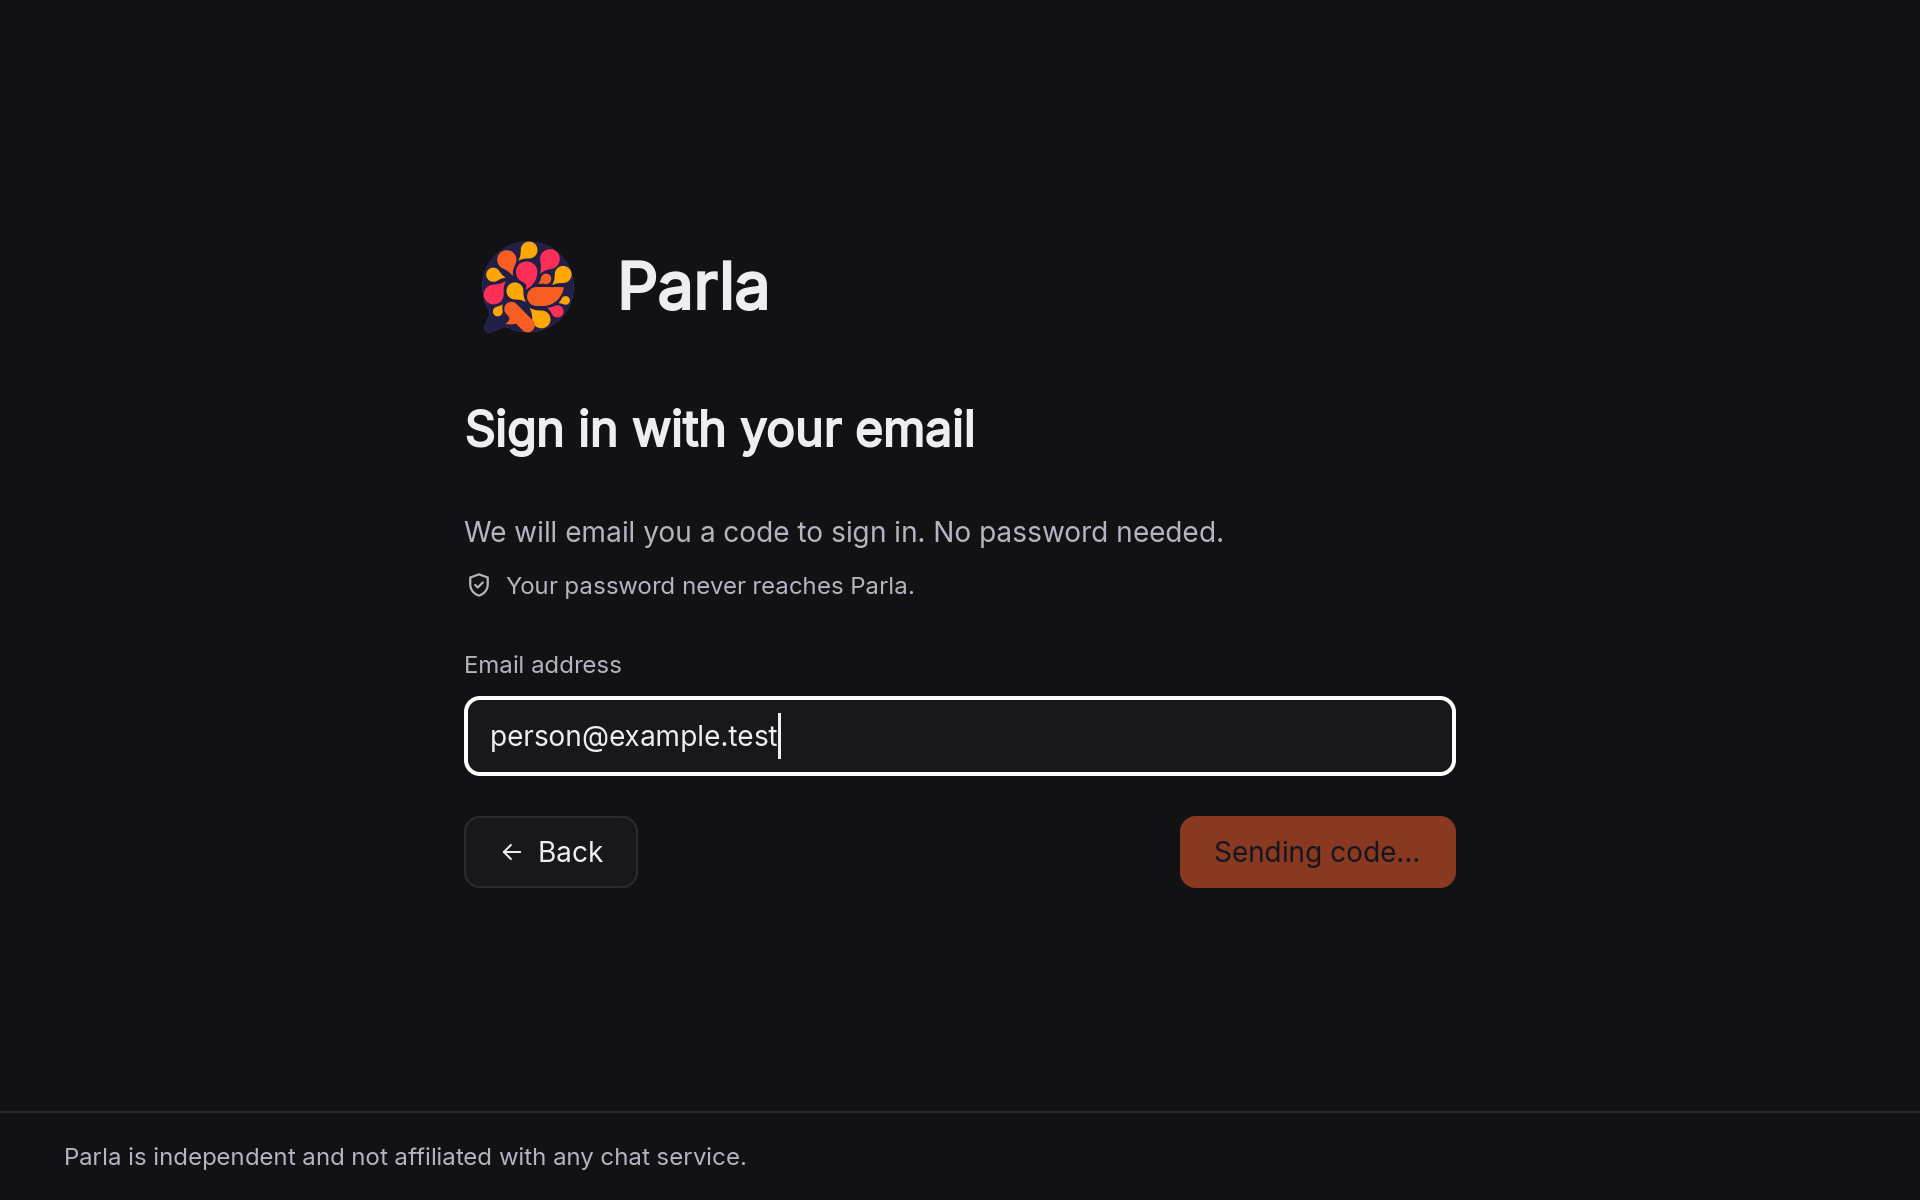 Parla
Sign in with your email
We will email you a code to sign in. No password needed.
Your password never reaches Parla.
Email address
person@example.test
← Back
Sending code...
Parla is independent and not affiliated with any chat service.